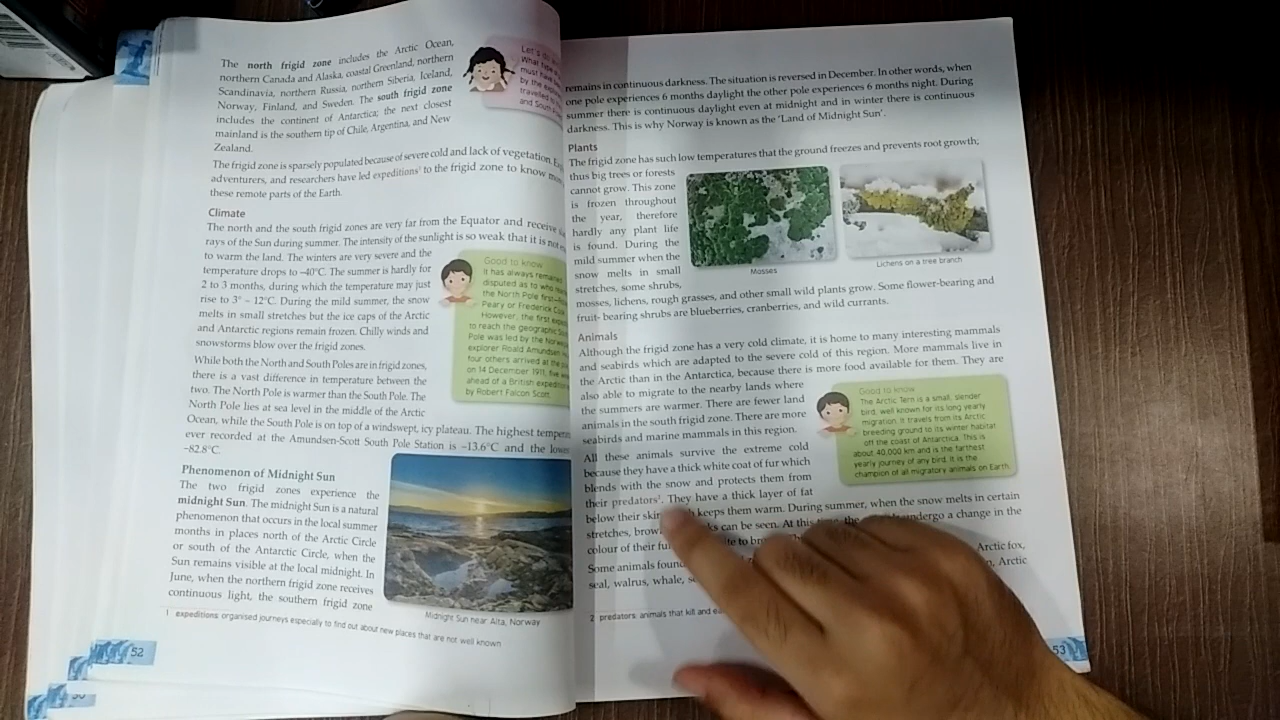 The north frigid zone includes the Arctic Ocean,
northern Canada and Alaska, coastal Greenland, northern
Scandinavia, northern Russia, northern Siberia, Iceland,
Norway, Finland, and Sweden. The south frigid zone
includes the continent of Antarctica; the next closest
mainland is the southern tip of Chile, Argentina, and New
Zealand.
The frigid zone is sparsely populated because of severe cold and lack of vegetation.
adventurers, and researchers have led expeditions¹ to the frigid zone to know
these remote parts of the Earth.
Let's
What type
must have
by the
travelled
and South
Climate
The north and the south frigid zones are very far from the Equator and receive
rays of the Sun during summer. The intensity of the sunlight is so weak that it is not
to warm the land. The winters are very severe and the
temperature drops to –40°C. The summer is hardly for
2 to 3 months, during which the temperature may just
rise to 3° – 12°C. During the mild summer, the snow
melts in small stretches but the ice caps of the Arctic
and Antarctic regions remain frozen. Chilly winds and
snowstorms blow over the frigid zones.
Good to know
It has always remained
disputed as to who
the North Pole first
Peary or Frederick
However, the first
to reach the geographic
Pole was led by the
explorer Roald Amundsen
four others arrived at the
on 14 December 1911,
ahead of a British
by Robert Falcon Scott.
While both the North and South Poles are in frigid zones,
there is a vast difference in temperature between the
two. The North Pole is warmer than the South Pole. The
North Pole lies at sea level in the middle of the Arctic
Ocean, while the South Pole is on top of a windswept, icy plateau. The highest
ever recorded at the Amundsen-Scott South Pole Station is –13.6°C and the
–82.8°C.
Phenomenon of Midnight Sun
The two frigid zones experience the
midnight Sun. The midnight Sun is a natural
phenomenon that occurs in the local summer
months in places north of the Arctic Circle
or south of the Antarctic Circle, when the
Sun remains visible at the local midnight. In
June, when the northern frigid zone receives
continuous light, the southern frigid zone
Midnight Sun near Alta, Norway
1 expeditions: organised journeys especially to find out about new places that are not well known
52
remains in continuous darkness. The situation is reversed in December. In other words, when
one pole experiences 6 months daylight the other pole experiences 6 months night. During
summer there is continuous daylight even at midnight and in winter there is continuous
darkness. This is why Norway is known as the 'Land of Midnight Sun'.
Plants
The frigid zone has such low temperatures that the ground freezes and prevents root growth;
thus big trees or forests
cannot grow. This zone
is frozen throughout
the year, therefore
hardly any plant life
is found. During the
mild summer when the
snow melts in small
stretches, some shrubs,
mosses, lichens, rough grasses, and other small wild plants grow. Some flower-bearing and
fruit- bearing shrubs are blueberries, cranberries, and wild currants.
Mosses
Lichens on a tree branch
Animals
Although the frigid zone has a very cold climate, it is home to many interesting mammals
and seabirds which are adapted to the severe cold of this region. More mammals live in
the Arctic than in the Antarctica, because there is more food available for them. They are
also able to migrate to the nearby lands where
the summers are warmer. There are fewer land
animals in the south frigid zone. There are more
seabirds and marine mammals in this region.
Good to know
The Arctic Tern is a small, slender
bird, well known for its long yearly
migration. It travels from its Arctic
breeding ground to its winter habitat
off the coast of Antarctica. This is
about 40,000 km and is the farthest
yearly journey of any bird. It is the
champion of all migratory animals on Earth.
All these animals survive the extreme cold
because they have a thick white coat of fur which
blends with the snow and protects them from
their predators². They have a thick layer of fat
below their skin keeps them warm. During summer, when the snow melts in certain
stretches, can be seen. At this the undergo a change in the
colour of their to
Some animals found Arctic fox,
seal, walrus, whale, Arctic
2 predators: animals that kill and
53